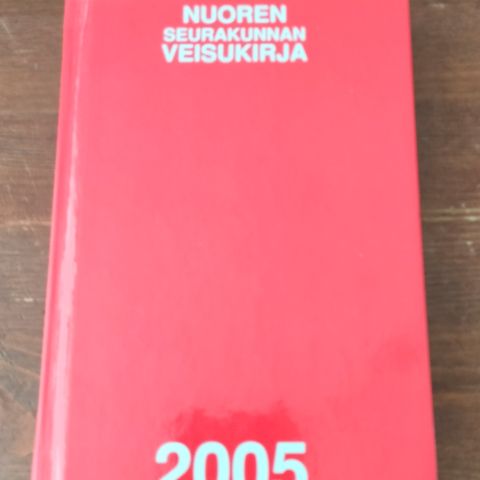 NUOREN
SEURAKUNNAN
VEISUKIRJA
2005